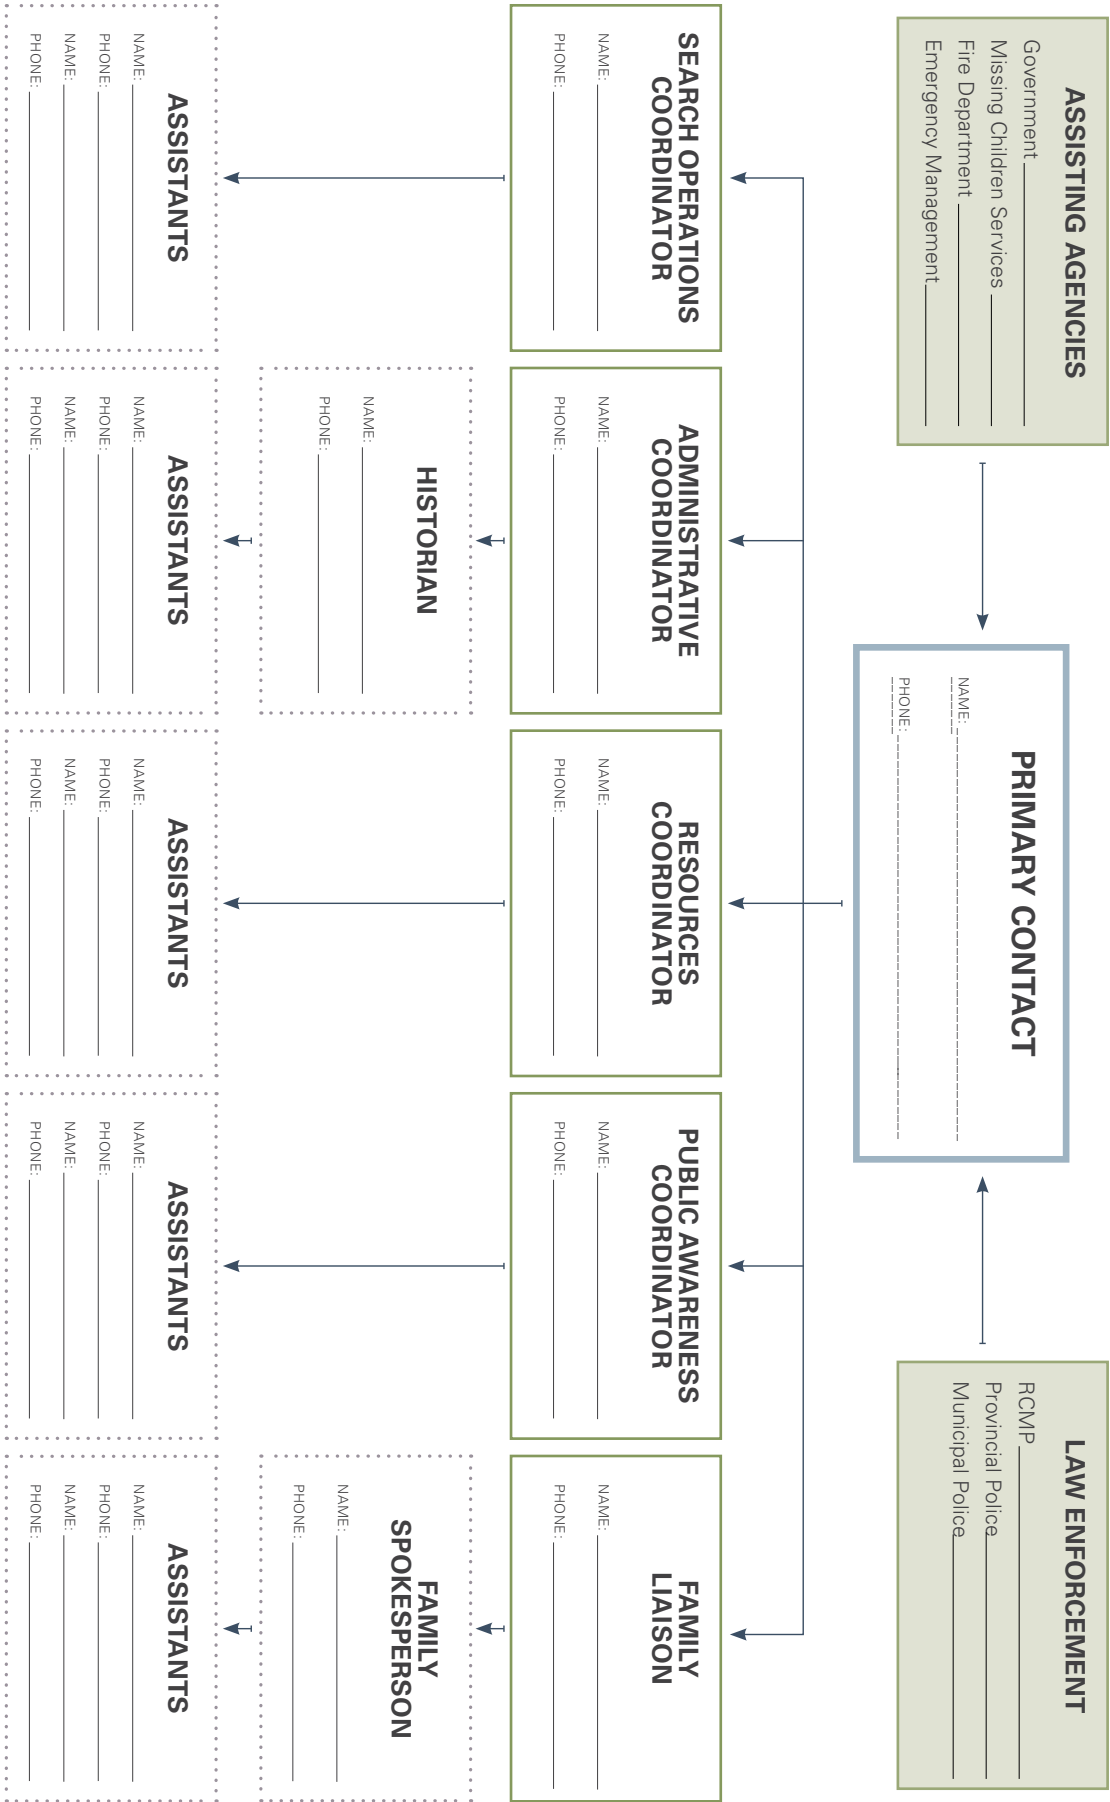 ASSISTING AGENCIES
Government
Missing Children Services
Fire Department
Emergency Management
PRIMARY CONTACT
NAME:
PHONE:
LAW ENFORCEMENT
RCMP
Provincial Police
Municipal Police
SEARCH OPERATIONS
COORDINATOR
NAME:
PHONE:
ADMINISTRATIVE
COORDINATOR
NAME:
PHONE:
RESOURCES
COORDINATOR
NAME:
PHONE:
PUBLIC AWARENESS
COORDINATOR
NAME:
PHONE:
FAMILY
LIAISON
NAME:
PHONE:
HISTORIAN
NAME:
PHONE:
FAMILY
SPOKESPERSON
NAME:
PHONE:
ASSISTANTS
NAME:
PHONE:
NAME:
PHONE:
ASSISTANTS
NAME:
PHONE:
NAME:
PHONE:
ASSISTANTS
NAME:
PHONE:
NAME:
PHONE:
ASSISTANTS
NAME:
PHONE:
NAME:
PHONE:
ASSISTANTS
NAME:
PHONE:
NAME:
PHONE: